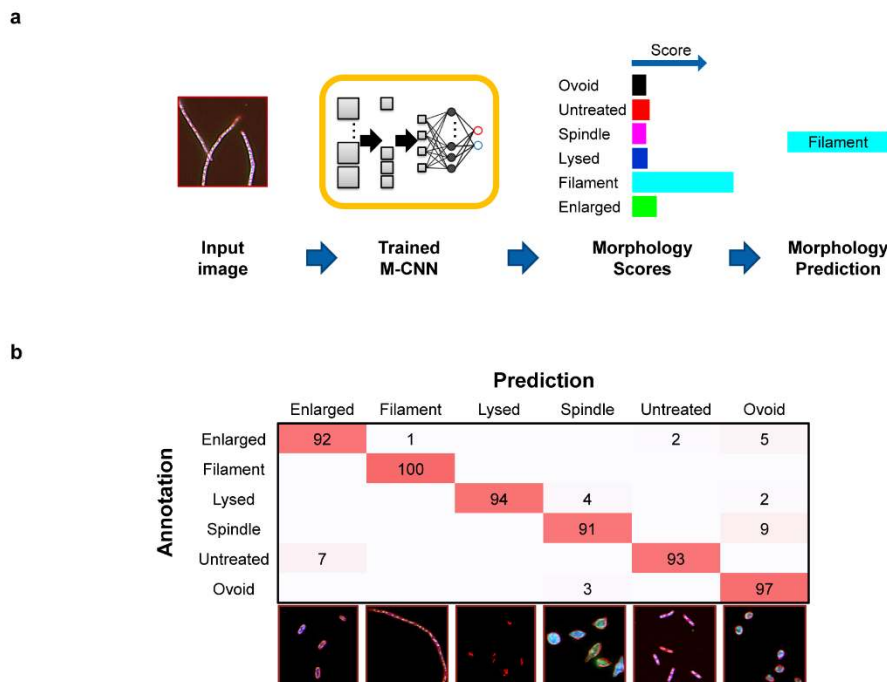 a
Score
Ovoid
Untreated
Spindle
Lysed
Filament
Enlarged
Filament
Input image
Trained M-CNN
Morphology Scores
Morphology Prediction
b
Prediction
Enlarged Filament Lysed Spindle Untreated Ovoid
Annotation
Enlarged 92 1 2 5
Filament 100
Lysed 94 4 2
Spindle 91 9
Untreated 7 93
Ovoid 3 97